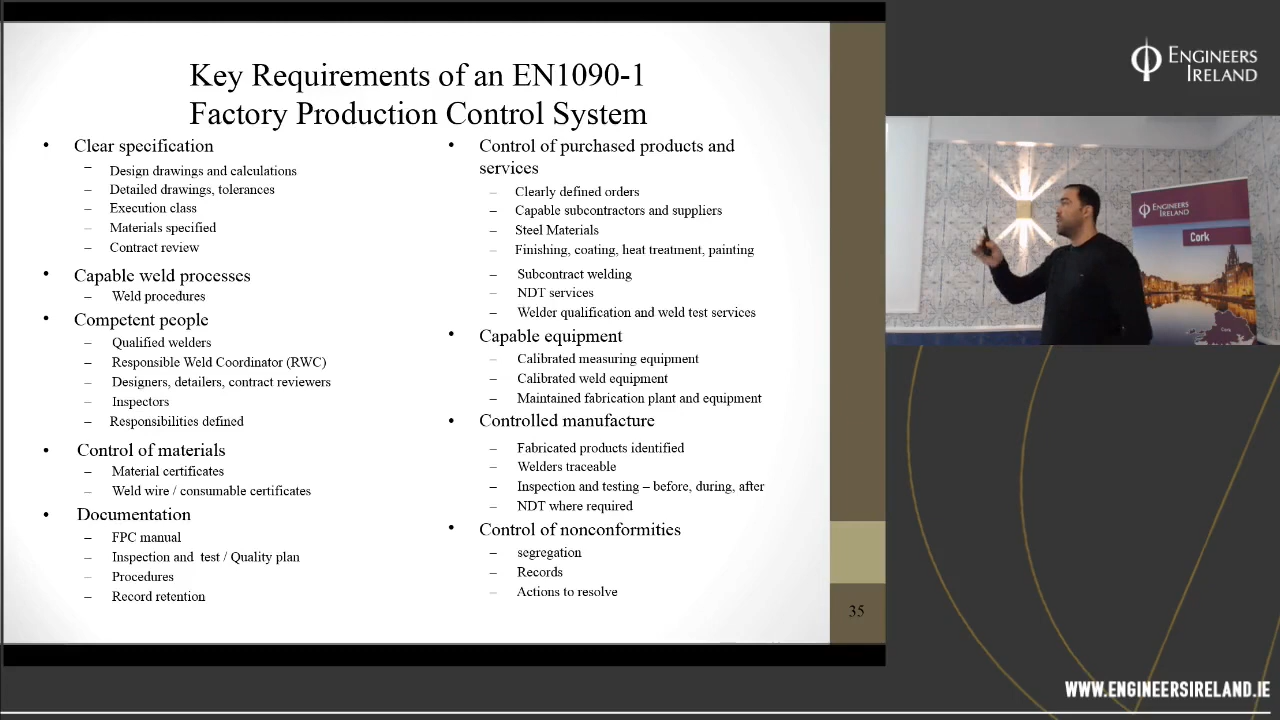 Key Requirements of an EN1090-1
Factory Production Control System
• Clear specification
– Design drawings and calculations
– Detailed drawings, tolerances
– Execution class
– Materials specified
– Contract review
• Capable weld processes
– Weld procedures
• Competent people
– Qualified welders
– Responsible Weld Coordinator (RWC)
– Designers, detailers, contract reviewers
– Inspectors
– Responsibilities defined
• Control of materials
– Material certificates
– Weld wire / consumable certificates
• Documentation
– FPC manual
– Inspection and test / Quality plan
– Procedures
– Record retention
• Control of purchased products and
services
– Clearly defined orders
– Capable subcontractors and suppliers
– Steel Materials
– Finishing, coating, heat treatment, painting
– Subcontract welding
– NDT services
– Welder qualification and weld test services
• Capable equipment
– Calibrated measuring equipment
– Calibrated weld equipment
– Maintained fabrication plant and equipment
• Controlled manufacture
– Fabricated products identified
– Welders traceable
– Inspection and testing – before, during, after
– NDT where required
• Control of nonconformities
– segregation
– Records
– Actions to resolve
35
ENGINEERS
IRELAND
ENGINEERS
IRELAND
Cork
WWW.ENGINEERSIRELAND.IE